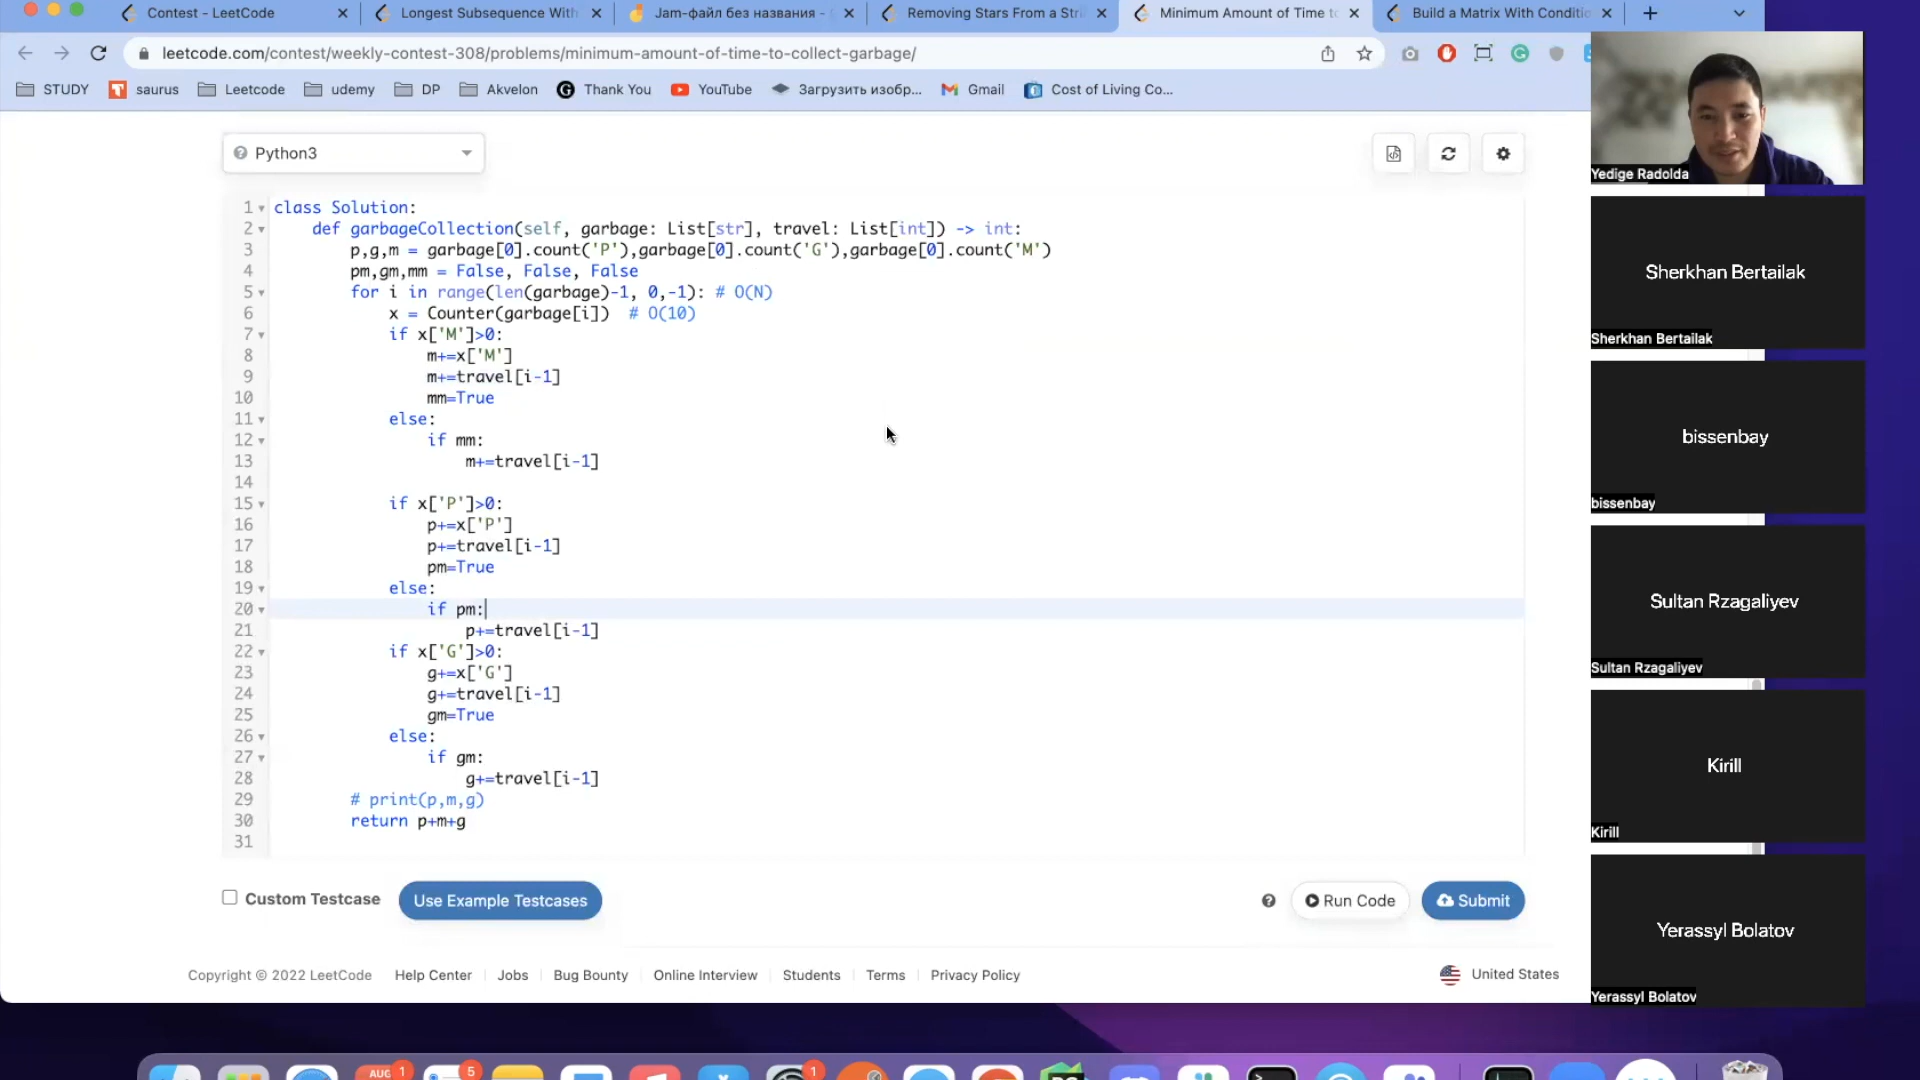 Contest - LeetCode
Longest Subsequence With
Jam-файл без названия -
Removing Stars From a Stri
Minimum Amount of Time to
Build a Matrix With Conditio
leetcode.com/contest/weekly-contest-308/problems/minimum-amount-of-time-to-collect-garbage/
STUDY
saurus
Leetcode
udemy
DP
Akvelon
Thank You
YouTube
Загрузить изобр...
Gmail
Cost of Living Co...
Python3
1 class Solution:
2 def garbageCollection(self, garbage: List[str], travel: List[int]) -> int:
3 p,g,m = garbage[0].count('P'),garbage[0].count('G'),garbage[0].count('M')
4 pm,gm,mm = False, False, False
5 for i in range(len(garbage)-1, 0,-1): # O(N)
6 x = Counter(garbage[i]) # O(10)
7 if x['M']>0:
8 m+=x['M']
9 m+=travel[i-1]
10 mm=True
11 else:
12 if mm:
13 m+=travel[i-1]
14
15 if x['P']>0:
16 p+=x['P']
17 p+=travel[i-1]
18 pm=True
19 else:
20 if pm:
21 p+=travel[i-1]
22 if x['G']>0:
23 g+=x['G']
24 g+=travel[i-1]
25 gm=True
26 else:
27 if gm:
28 g+=travel[i-1]
29 # print(p,m,g)
30 return p+m+g
31
Custom Testcase
Use Example Testcases
Run Code
Submit
Copyright © 2022 LeetCode
Help Center
Jobs
Bug Bounty
Online Interview
Students
Terms
Privacy Policy
United States
Yedige Radolda
Sherkhan Bertailak
Sherkhan Bertailak
bissenbay
bissenbay
Sultan Rzagaliyev
Sultan Rzagaliyev
Kirill
Kirill
Yerassyl Bolatov
Yerassyl Bolatov
AUG
1
5
1